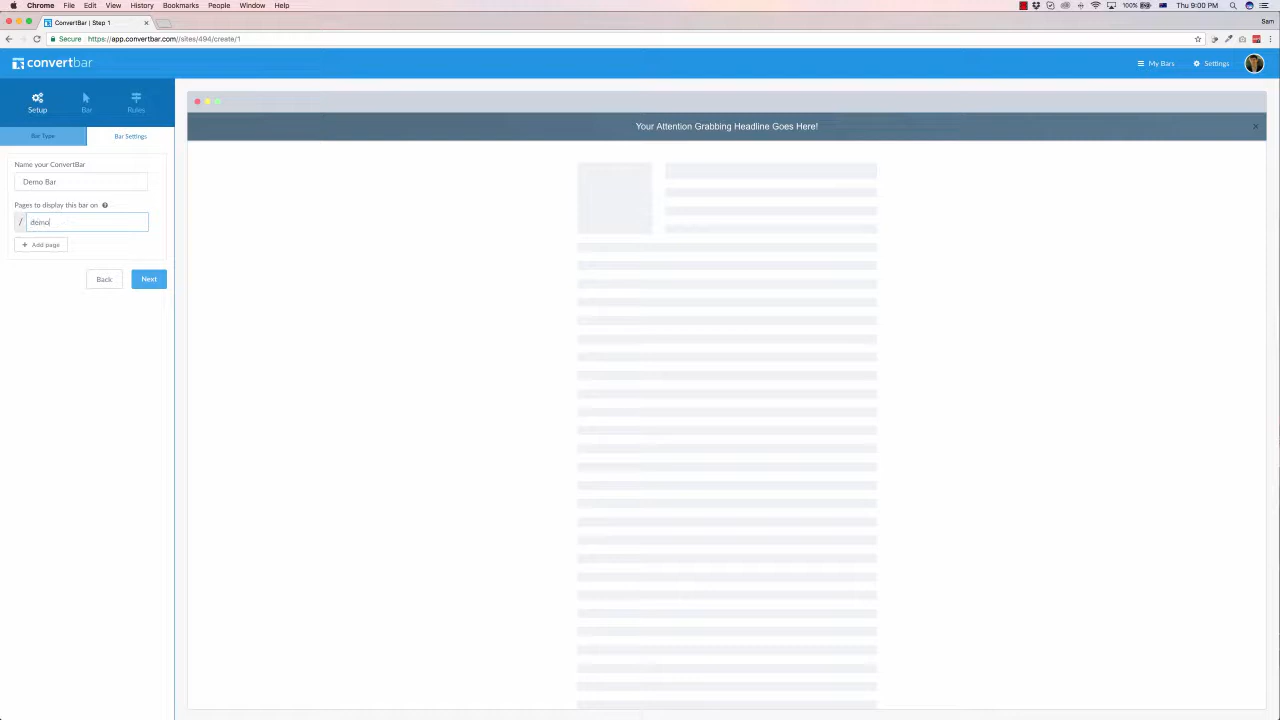 Chrome File Edit View History Bookmarks People Window Help 100% Thu 9:00 PM
ConvertBar | Step 1 Sam
Secure https://app.convertbar.com//sites/494/create/1
convertbar My Bars Settings
Setup Bar Rules
Bar Type Bar Settings
Your Attention Grabbing Headline Goes Here!
Name your ConvertBar
Demo Bar
Pages to display this bar on
/ demo
+ Add page
Back Next